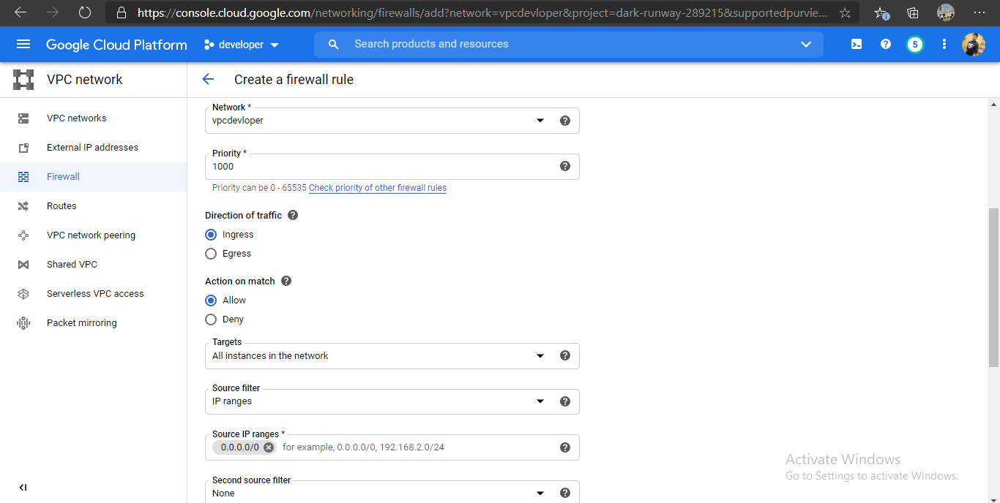 https://console.cloud.google.com/networking/firewalls/add?network=vpcdevloper&project=dark-runway-289215&supportedpurvie...
Google Cloud Platform
developer
Search products and resources
5
VPC network
Create a firewall rule
VPC networks
External IP addresses
Firewall
Routes
VPC network peering
Shared VPC
Serverless VPC access
Packet mirroring
Network *
vpcdevloper
Priority *
1000
Priority can be 0 - 65535 Check priority of other firewall rules
Direction of traffic
Ingress
Egress
Action on match
Allow
Deny
Targets
All instances in the network
Source filter
IP ranges
Source IP ranges *
0.0.0.0/0 for example, 0.0.0.0/0, 192.168.2.0/24
Second source filter
None
Activate Windows
Go to Settings to activate Windows.